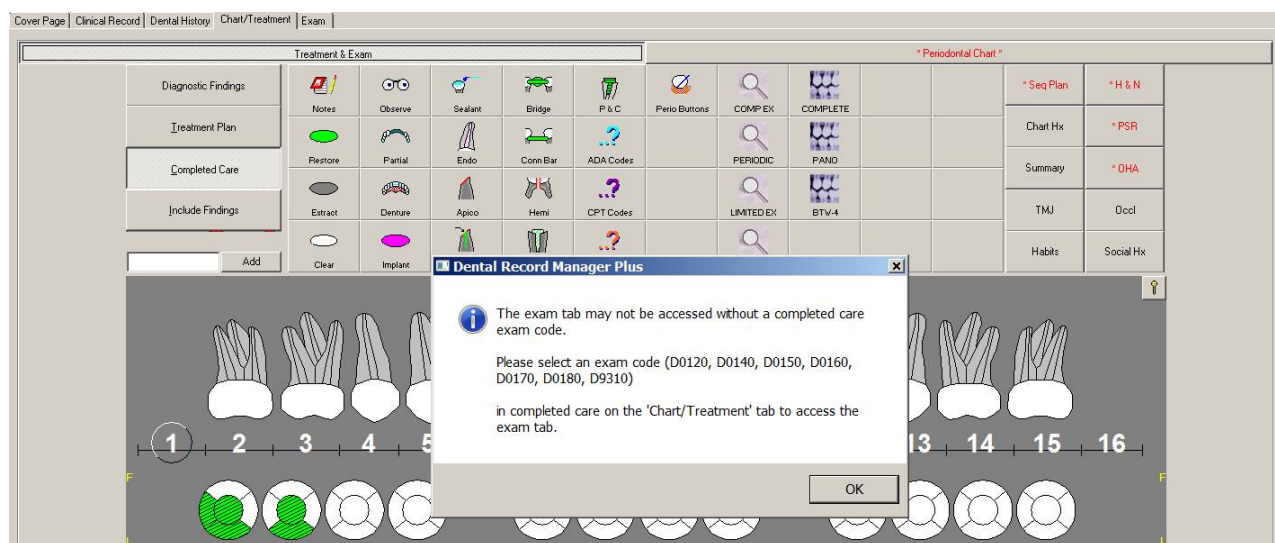 Cover Page Clinical Record Dental History Chart/Treatment Exam
Treatment & Exam * Periodontal Chart *
Diagnostic Findings
Treatment Plan
Completed Care
Include Findings
Add
Notes Observe Sealant Bridge P & C Perio Buttons COMP EX COMPLETE
Restore Partial Endo Conn Bar ADA Codes PERIODIC PANO
Extract Denture Apico Hemi CPT Codes LIMITED EX BTW-4
Clear Implant
* Seq Plan * H & N
Chart Hx * PSR
Summary * OHA
TMJ Occl
Habits Social Hx
Dental Record Manager Plus
The exam tab may not be accessed without a completed care
exam code.
Please select an exam code (D0120, D0140, D0150, D0160,
D0170, D0180, D9310)
in completed care on the 'Chart/Treatment' tab to access the
exam tab.
OK
1 2 3 4 5 13 14 15 16
F F